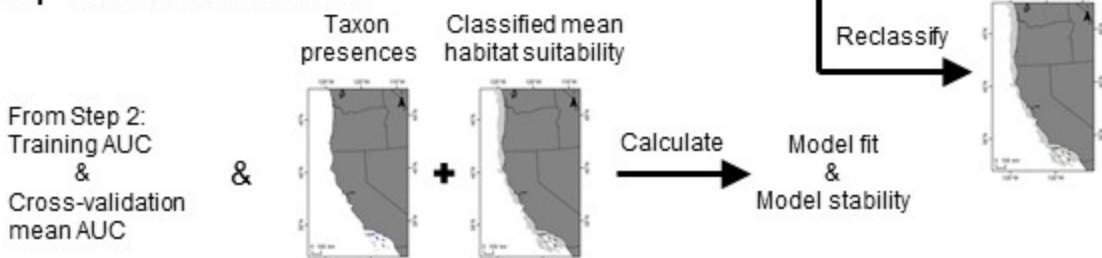 Taxon
presences
Classified mean
habitat suitability
Reclassify
From Step 2:
Training AUC
&
Cross-validation
mean AUC
&
+
Calculate
Model fit
&
Model stability